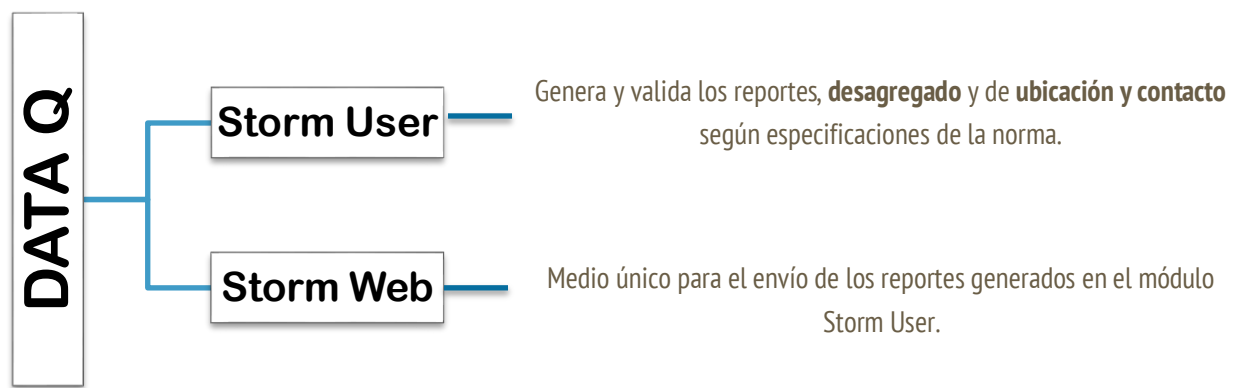 DATA Q
Storm User
Genera y valida los reportes, desagregado y de ubicación y contacto
según especificaciones de la norma.
Storm Web
Medio único para el envío de los reportes generados en el módulo
Storm User.